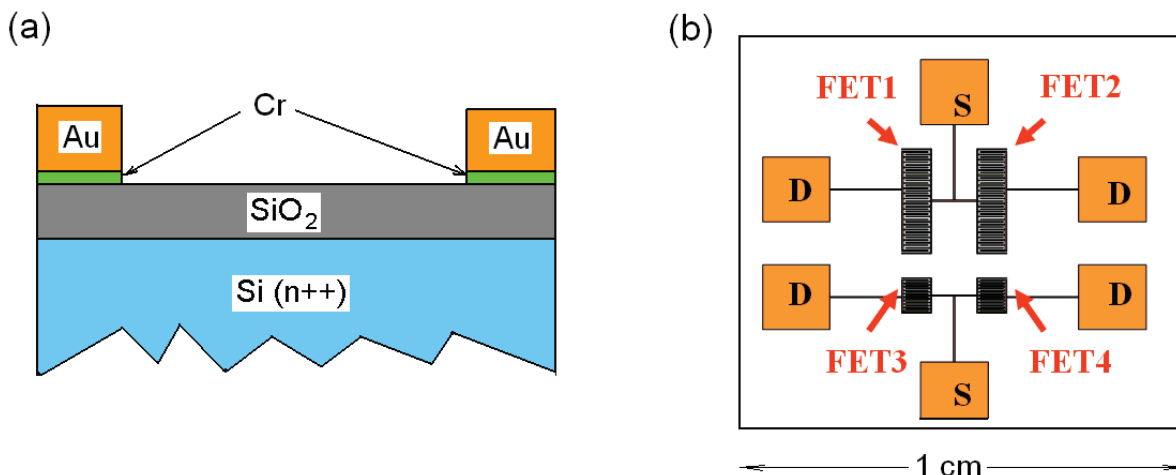 (a)
Cr
Au
Au
SiO2
Si (n++)
(b)
FET1
S
FET2
D
D
D
D
FET3
S
FET4
1 cm